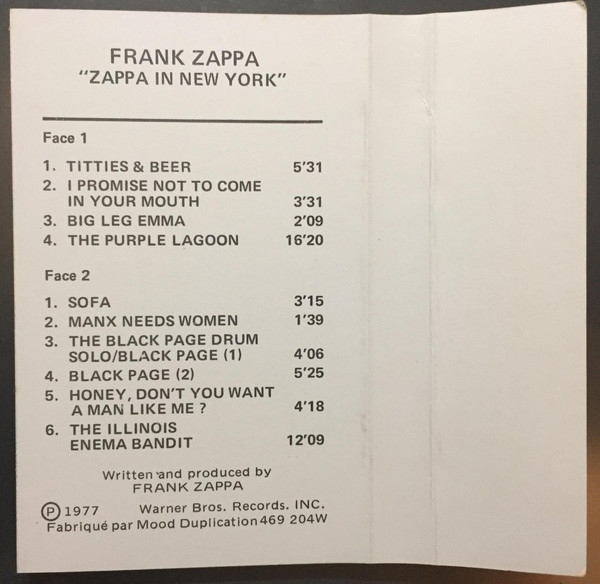 FRANK ZAPPA
"ZAPPA IN NEW YORK"
Face 1
1. TITTIES & BEER 5'31
2. I PROMISE NOT TO COME
IN YOUR MOUTH 3'31
3. BIG LEG EMMA 2'09
4. THE PURPLE LAGOON 16'20
Face 2
1. SOFA 3'15
2. MANX NEEDS WOMEN 1'39
3. THE BLACK PAGE DRUM
SOLO/BLACK PAGE (1) 4'06
4. BLACK PAGE (2) 5'25
5. HONEY, DON'T YOU WANT
A MAN LIKE ME ? 4'18
6. THE ILLINOIS
ENEMA BANDIT 12'09
Written and produced by
FRANK ZAPPA
Ⓟ 1977 Warner Bros. Records. INC.
Fabriqué par Mood Duplication 469 204W